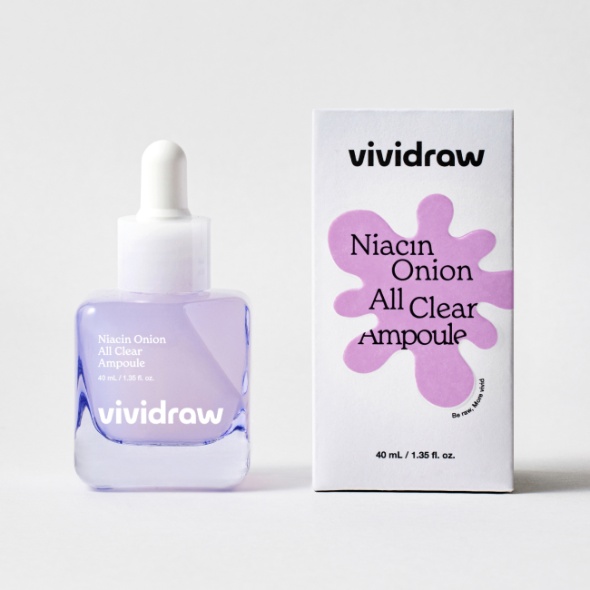 Niacin Onion
All Clear
Ampoule
40 mL / 1.35 fl. oz.
vividraw
vividraw
Niacin
Onion
All Clear
Ampoule
Be raw, More vivid
40 mL / 1.35 fl. oz.